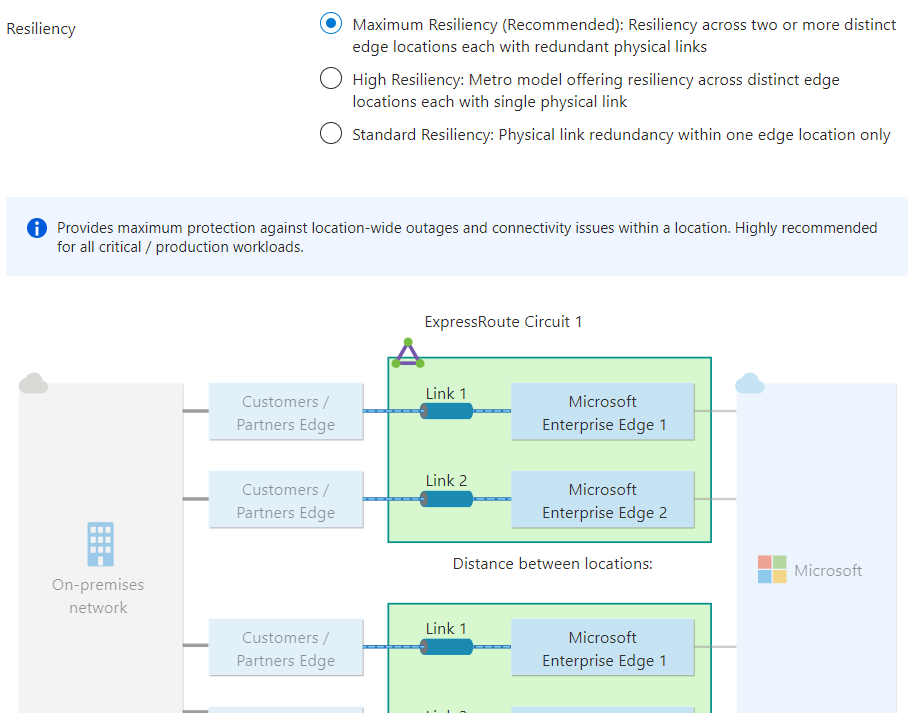 Resiliency
Maximum Resiliency (Recommended): Resiliency across two or more distinct
edge locations each with redundant physical links
High Resiliency: Metro model offering resiliency across distinct edge
locations each with single physical link
Standard Resiliency: Physical link redundancy within one edge location only
Provides maximum protection against location-wide outages and connectivity issues within a location. Highly recommended
for all critical / production workloads.
ExpressRoute Circuit 1
Customers /
Partners Edge
Link 1
Microsoft
Enterprise Edge 1
Customers /
Partners Edge
Link 2
Microsoft
Enterprise Edge 2
On-premises
network
Distance between locations:
Microsoft
Customers /
Partners Edge
Link 1
Microsoft
Enterprise Edge 1